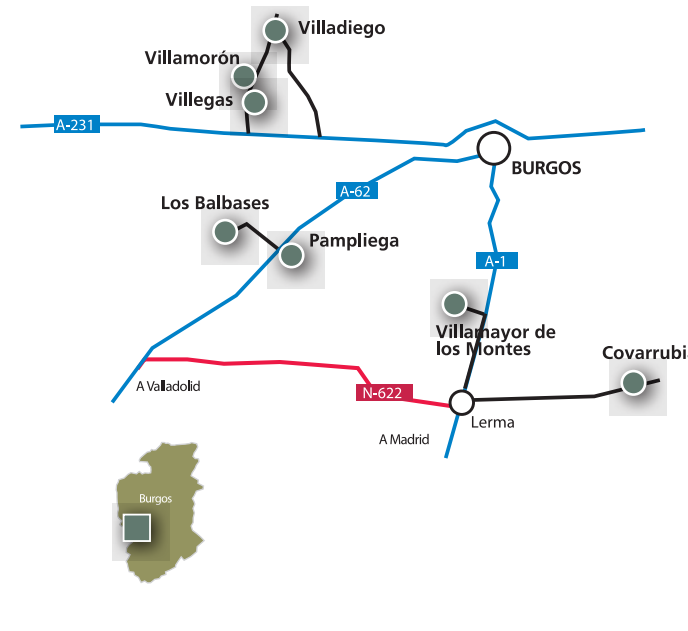 Villadiego
Villamorón
Villegas
A-231
BURGOS
A-62
Los Balbases
Pampliega
A-1
Villamayor de
los Montes
Covarrubi
A Valladolid
N-622
Lerma
A Madrid
Burgos